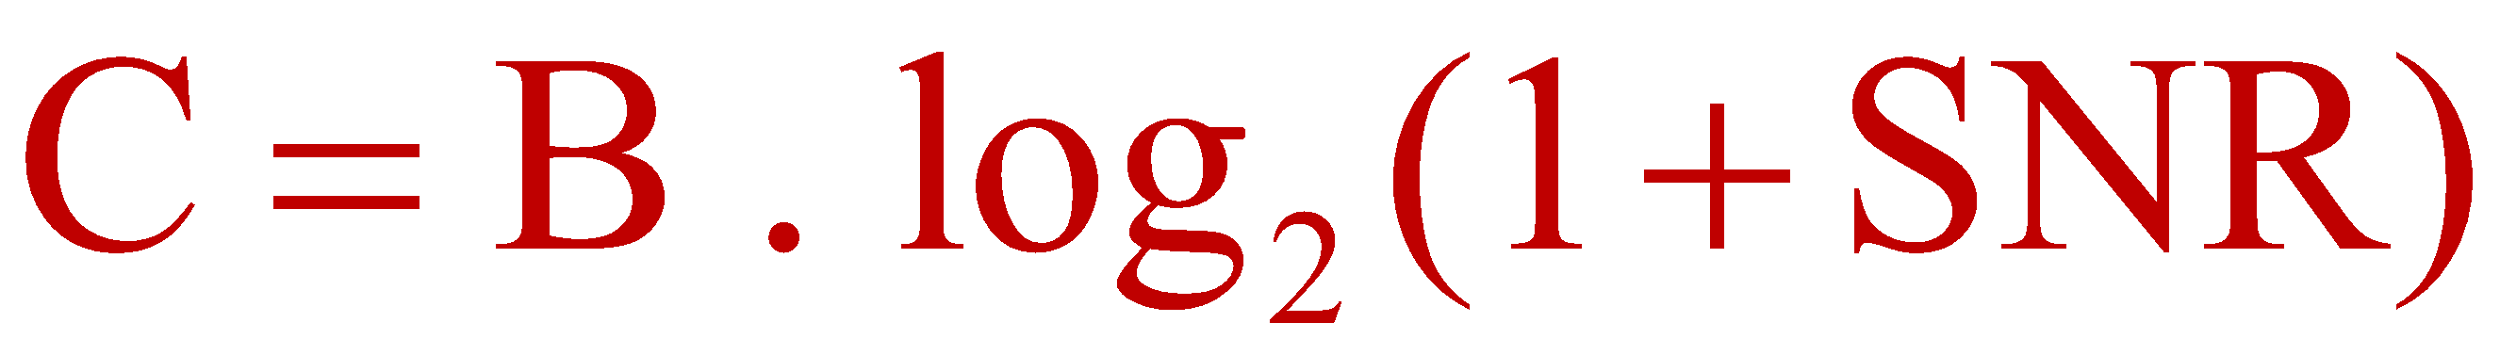 C = B . log₂(1+SNR)